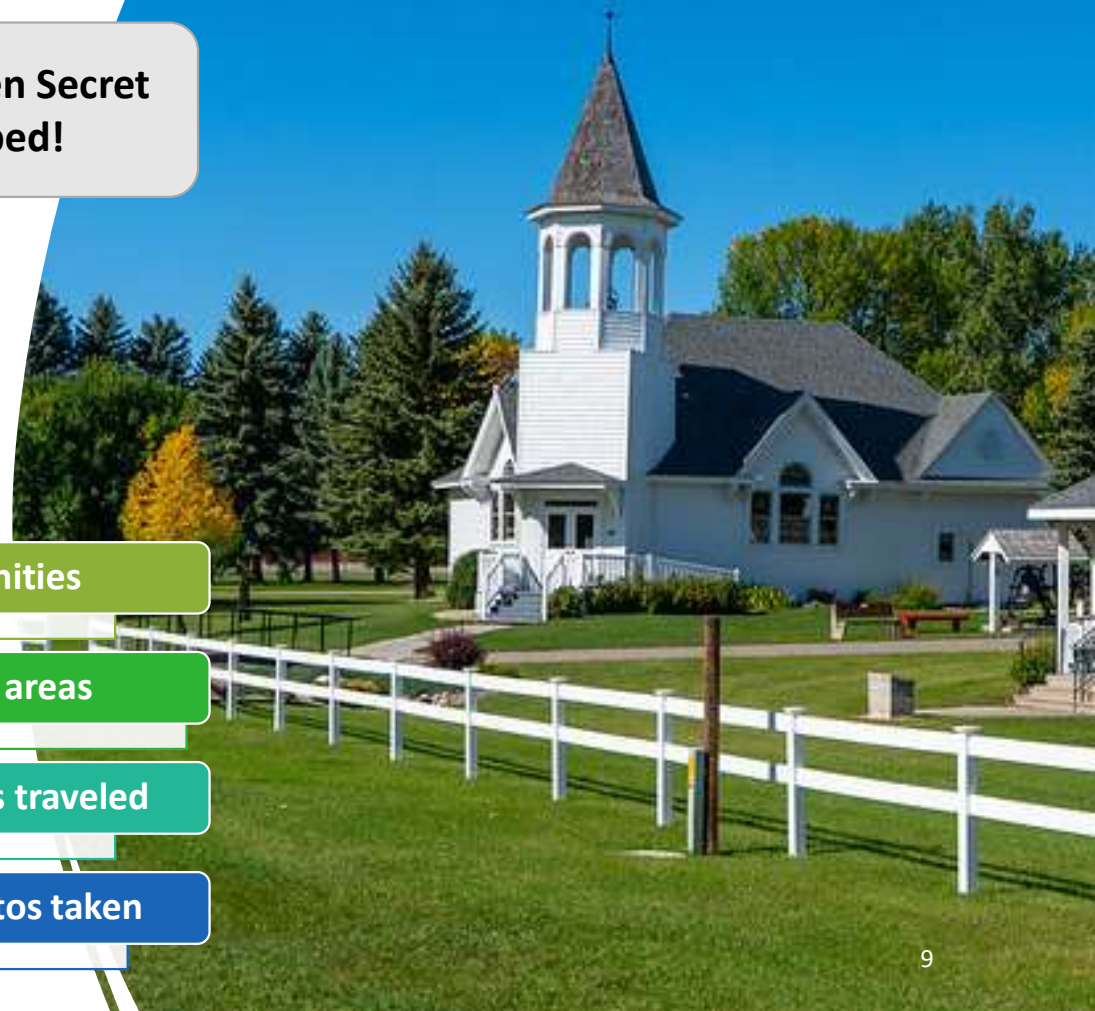 en Secret
ped!
nities
areas
s traveled
tos taken
9